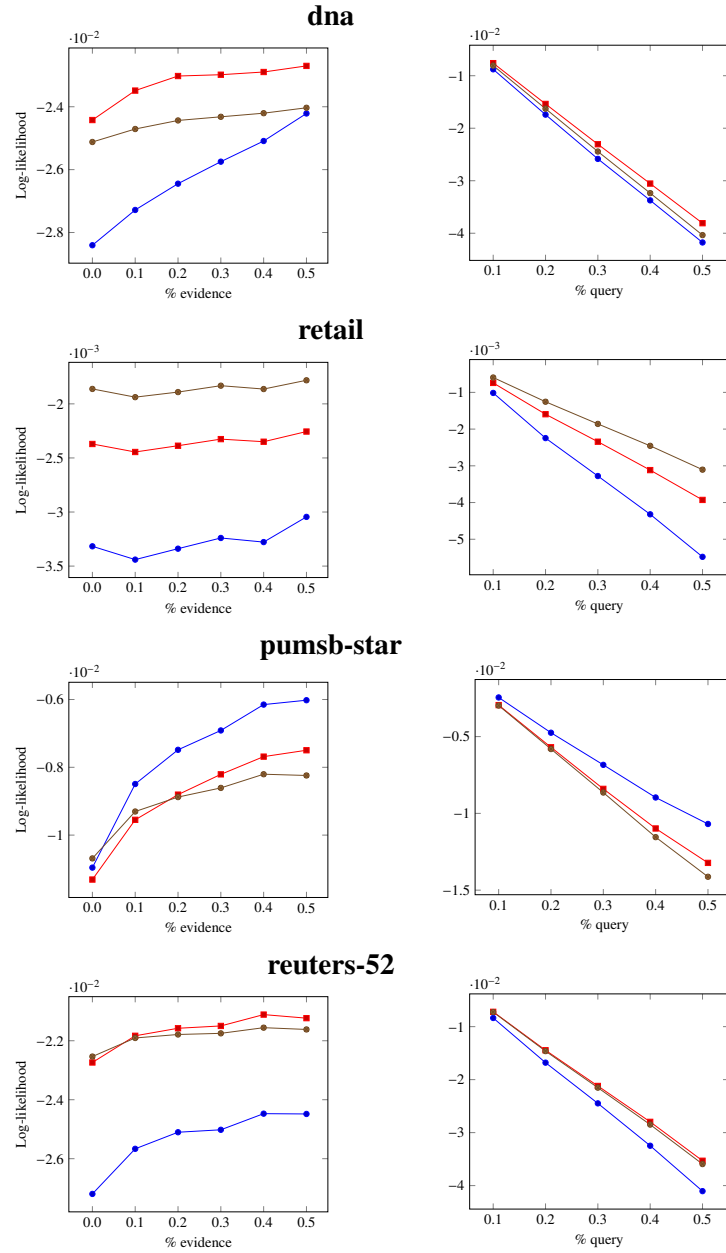 dna
·10⁻²
−2.4
−2.6
−2.8
Log-likelihood
0.0 0.1 0.2 0.3 0.4 0.5
% evidence
·10⁻²
−1
−2
−3
−4
0.1 0.2 0.3 0.4 0.5
% query
retail
·10⁻³
−2
−2.5
−3
−3.5
Log-likelihood
0.0 0.1 0.2 0.3 0.4 0.5
% evidence
·10⁻³
−1
−2
−3
−4
−5
0.1 0.2 0.3 0.4 0.5
% query
pumsb-star
·10⁻²
−0.6
−0.8
−1
Log-likelihood
0.0 0.1 0.2 0.3 0.4 0.5
% evidence
·10⁻²
−0.5
−1
−1.5
0.1 0.2 0.3 0.4 0.5
% query
reuters-52
·10⁻²
−2.2
−2.4
−2.6
Log-likelihood
0.0 0.1 0.2 0.3 0.4 0.5
% evidence
·10⁻²
−1
−2
−3
−4
0.1 0.2 0.3 0.4 0.5
% query